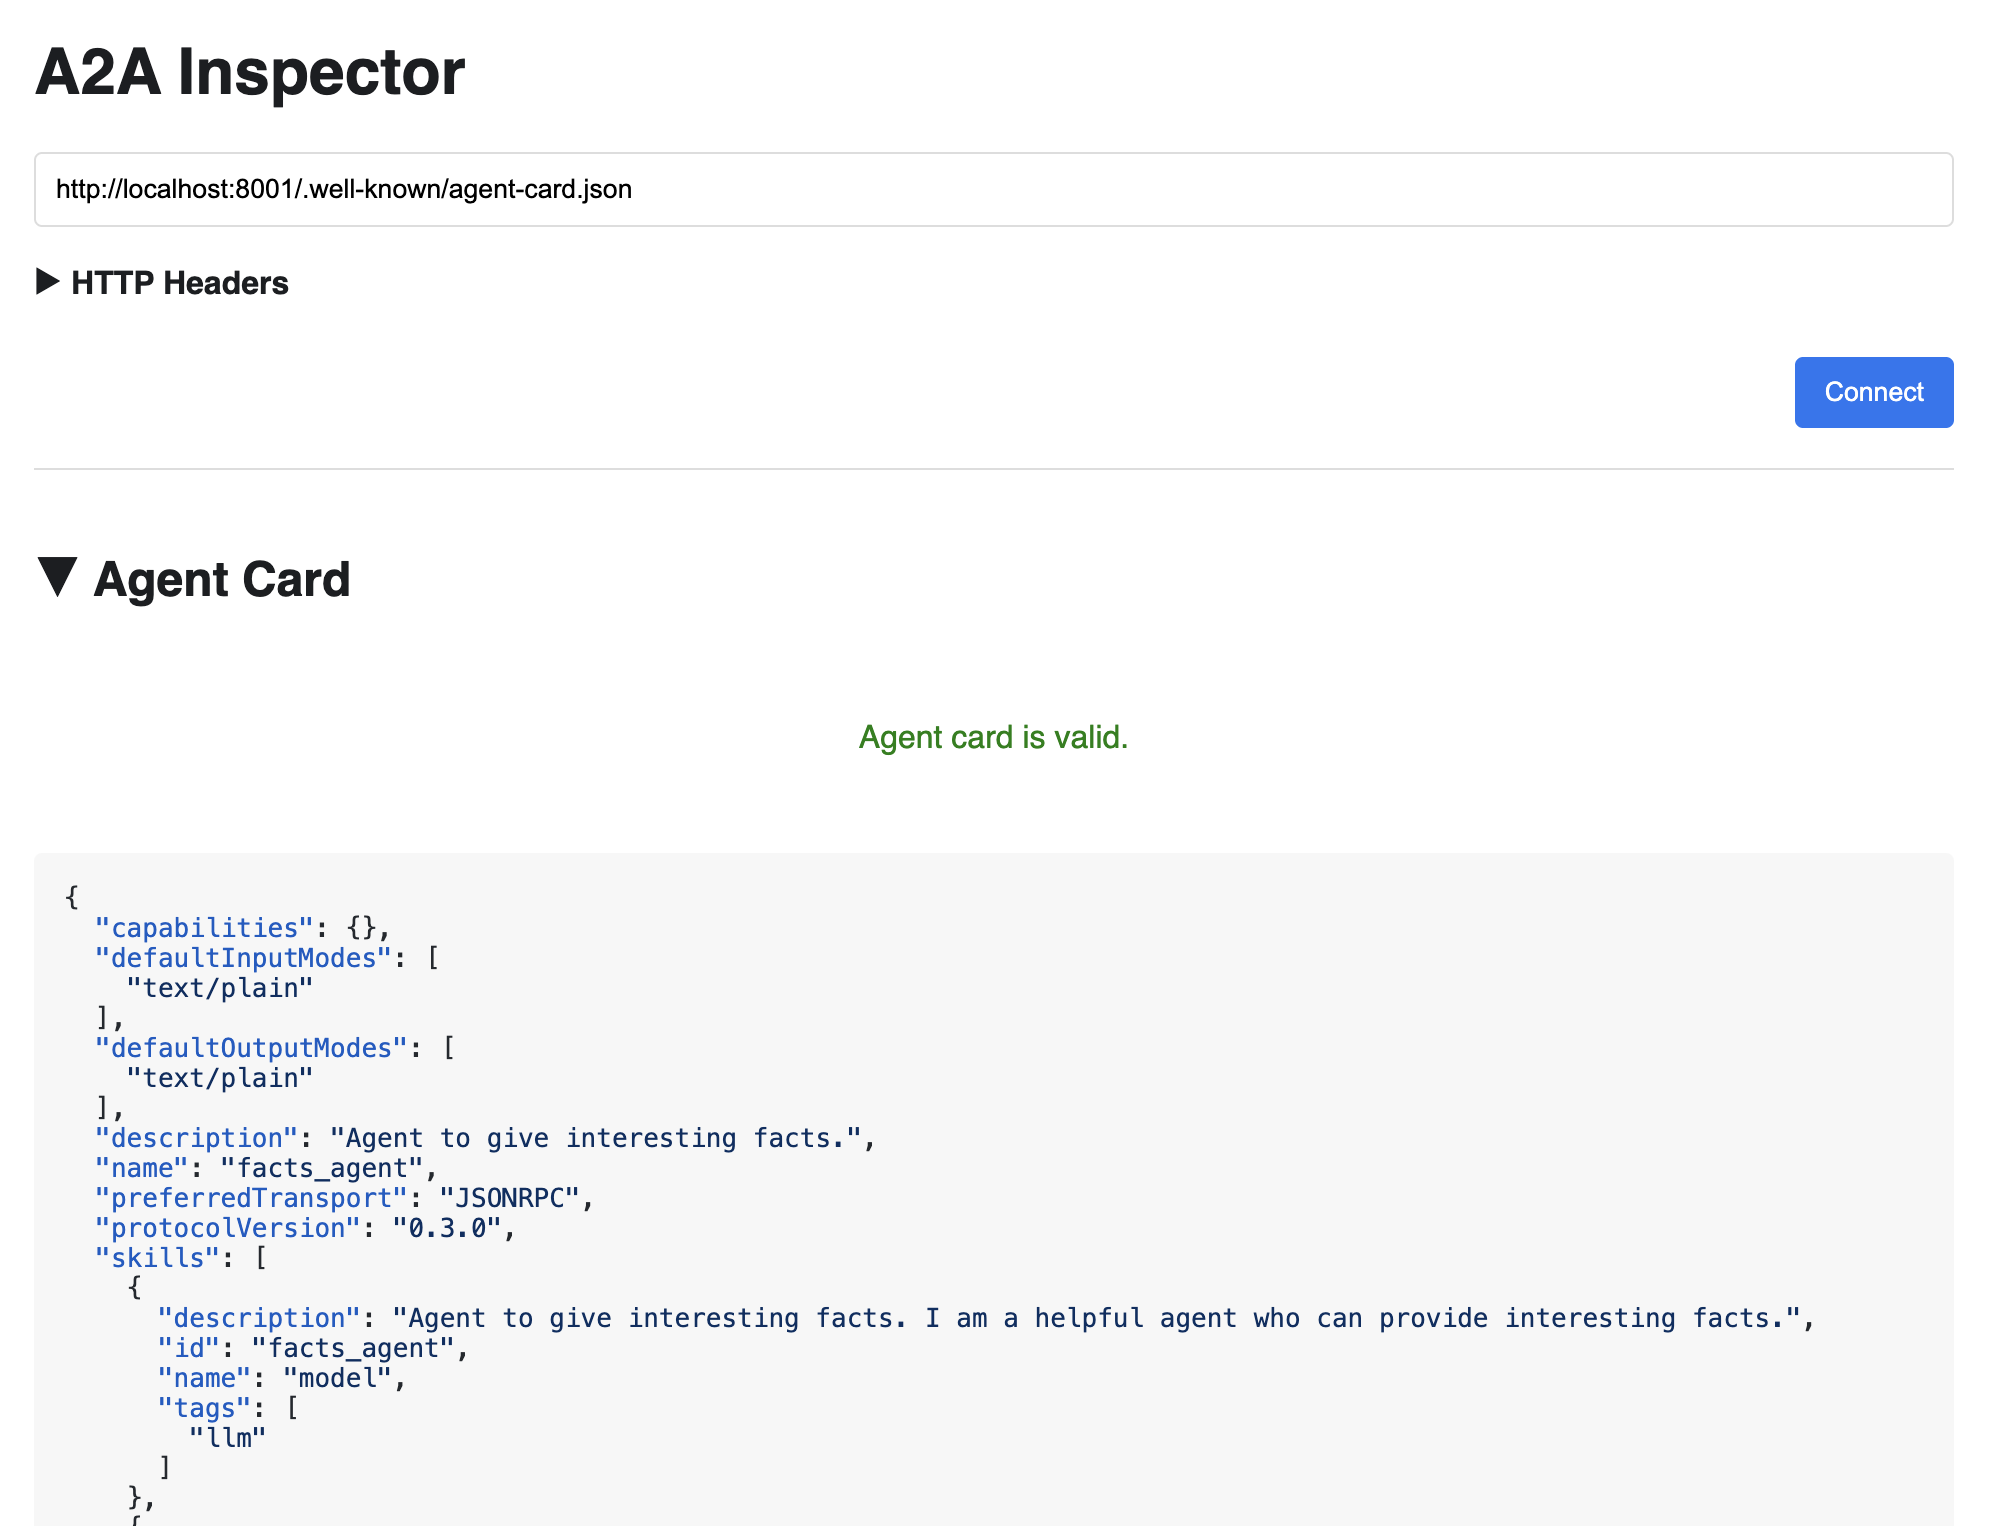 A2A Inspector
http://localhost:8001/.well-known/agent-card.json
▶ HTTP Headers
Connect
▼ Agent Card
Agent card is valid.
{
  "capabilities": {},
  "defaultInputModes": [
    "text/plain"
  ],
  "defaultOutputModes": [
    "text/plain"
  ],
  "description": "Agent to give interesting facts.",
  "name": "facts_agent",
  "preferredTransport": "JSONRPC",
  "protocolVersion": "0.3.0",
  "skills": [
    {
      "description": "Agent to give interesting facts. I am a helpful agent who can provide interesting facts.",
      "id": "facts_agent",
      "name": "model",
      "tags": [
        "llm"
      ]
    },
    {